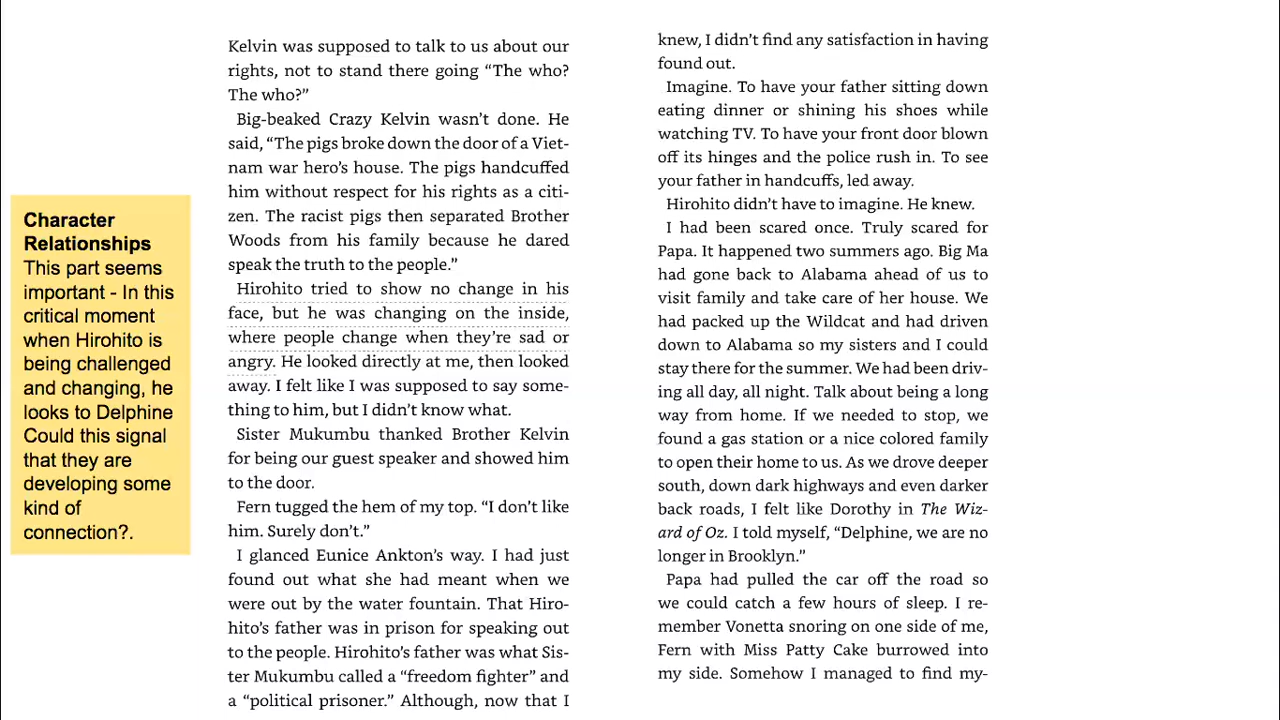 Character
Relationships
This part seems
important - In this
critical moment
when Hirohito is
being challenged
and changing, he
looks to Delphine
Could this signal
that they are
developing some
kind of
connection?.
Kelvin was supposed to talk to us about our
rights, not to stand there going “The who?
The who?”
Big-beaked Crazy Kelvin wasn’t done. He
said, “The pigs broke down the door of a Viet-
nam war hero’s house. The pigs handcuffed
him without respect for his rights as a citi-
zen. The racist pigs then separated Brother
Woods from his family because he dared
speak the truth to the people.”
Hirohito tried to show no change in his
face, but he was changing on the inside,
where people change when they’re sad or
angry. He looked directly at me, then looked
away. I felt like I was supposed to say some-
thing to him, but I didn’t know what.
Sister Mukumbu thanked Brother Kelvin
for being our guest speaker and showed him
to the door.
Fern tugged the hem of my top. “I don’t like
him. Surely don’t.”
I glanced Eunice Ankton’s way. I had just
found out what she had meant when we
were out by the water fountain. That Hiro-
hito’s father was in prison for speaking out
to the people. Hirohito’s father was what Sis-
ter Mukumbu called a “freedom fighter” and
a “political prisoner.” Although, now that I
knew, I didn’t find any satisfaction in having
found out.
Imagine. To have your father sitting down
eating dinner or shining his shoes while
watching TV. To have your front door blown
off its hinges and the police rush in. To see
your father in handcuffs, led away.
Hirohito didn’t have to imagine. He knew.
I had been scared once. Truly scared for
Papa. It happened two summers ago. Big Ma
had gone back to Alabama ahead of us to
visit family and take care of her house. We
had packed up the Wildcat and had driven
down to Alabama so my sisters and I could
stay there for the summer. We had been driv-
ing all day, all night. Talk about being a long
way from home. If we needed to stop, we
found a gas station or a nice colored family
to open their home to us. As we drove deeper
south, down dark highways and even darker
back roads, I felt like Dorothy in The Wiz-
ard of Oz. I told myself, “Delphine, we are no
longer in Brooklyn.”
Papa had pulled the car off the road so
we could catch a few hours of sleep. I re-
member Vonetta snoring on one side of me,
Fern with Miss Patty Cake burrowed into
my side. Somehow I managed to find my-